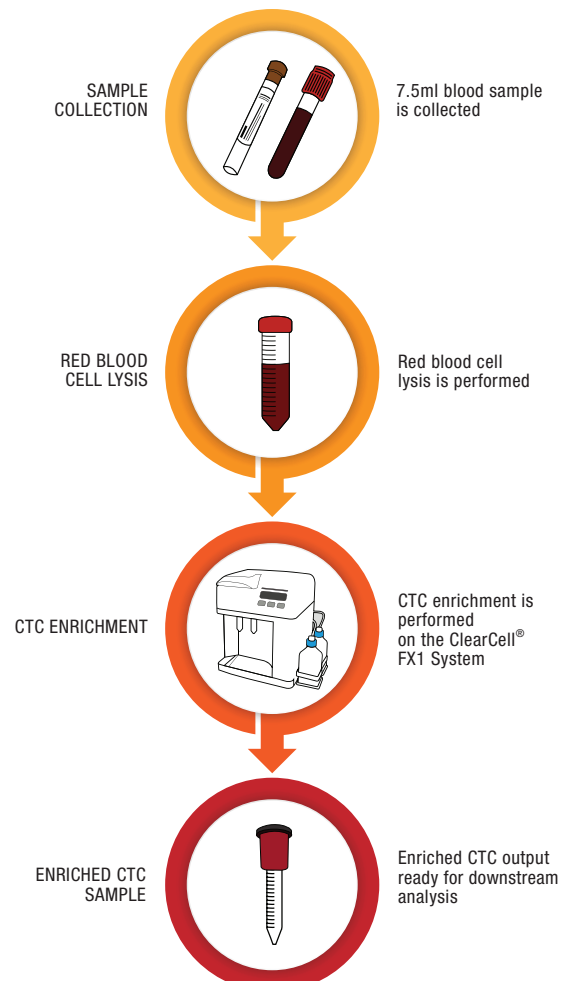 SAMPLE
COLLECTION
7.5ml blood sample
is collected
RED BLOOD
CELL LYSIS
Red blood cell
lysis is performed
CTC ENRICHMENT
CTC enrichment is
performed
on the ClearCell®
FX1 System
ENRICHED CTC
SAMPLE
Enriched CTC output
ready for downstream
analysis